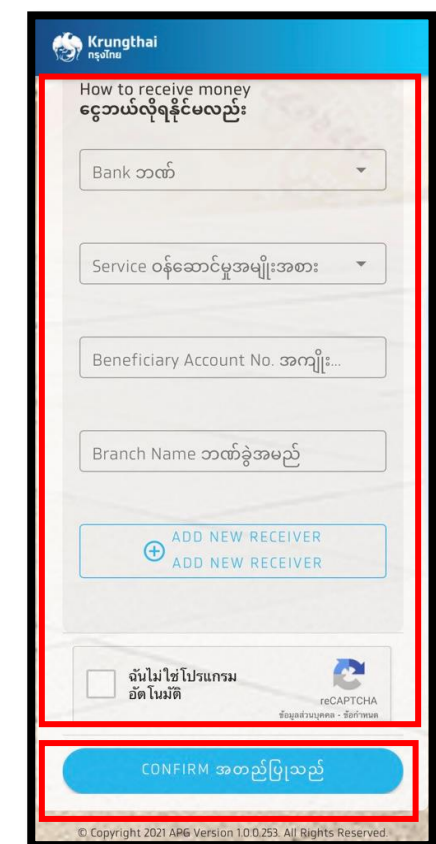 Krungthai
กรุงไทย
How to receive money
ငွေဘယ်လိုရနိုင်မလည်း
Bank ဘဏ်
Service ဝန်ဆောင်မှုအမျိုးအစား
Beneficiary Account No. အကျိုး...
Branch Name ဘဏ်ခွဲအမည်
ADD NEW RECEIVER
ADD NEW RECEIVER
ฉันไม่ใช่โปรแกรม
อัตโนมัติ
reCAPTCHA
ข้อมูลส่วนบุคคล - ข้อกำหนด
CONFIRM အတည်ပြုသည်
© Copyright 2021 APG Version 1.0.0.253. All Rights Reserved.